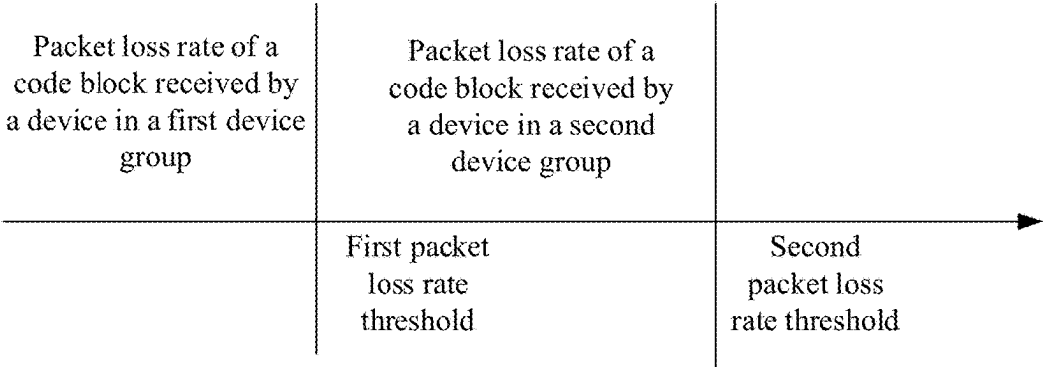 Packet loss rate of a
code block received by
a device in a first device
group
Packet loss rate of a
code block received by
a device in a second
device group
First packet
loss rate
threshold
Second
packet loss
rate threshold